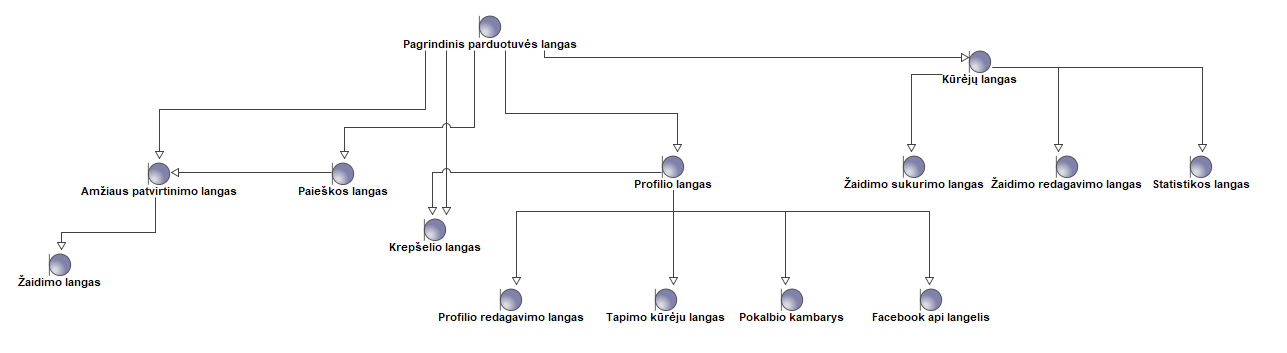 Pagrindinis parduotuvės langas
Kūrėjų langas
Amžiaus patvirtinimo langas
Paieškos langas
Profilio langas
Žaidimo sukurimo langas
Žaidimo redagavimo langas
Statistikos langas
Krepšelio langas
Žaidimo langas
Profilio redagavimo langas
Tapimo kūrėju langas
Pokalbio kambarys
Facebook api langelis